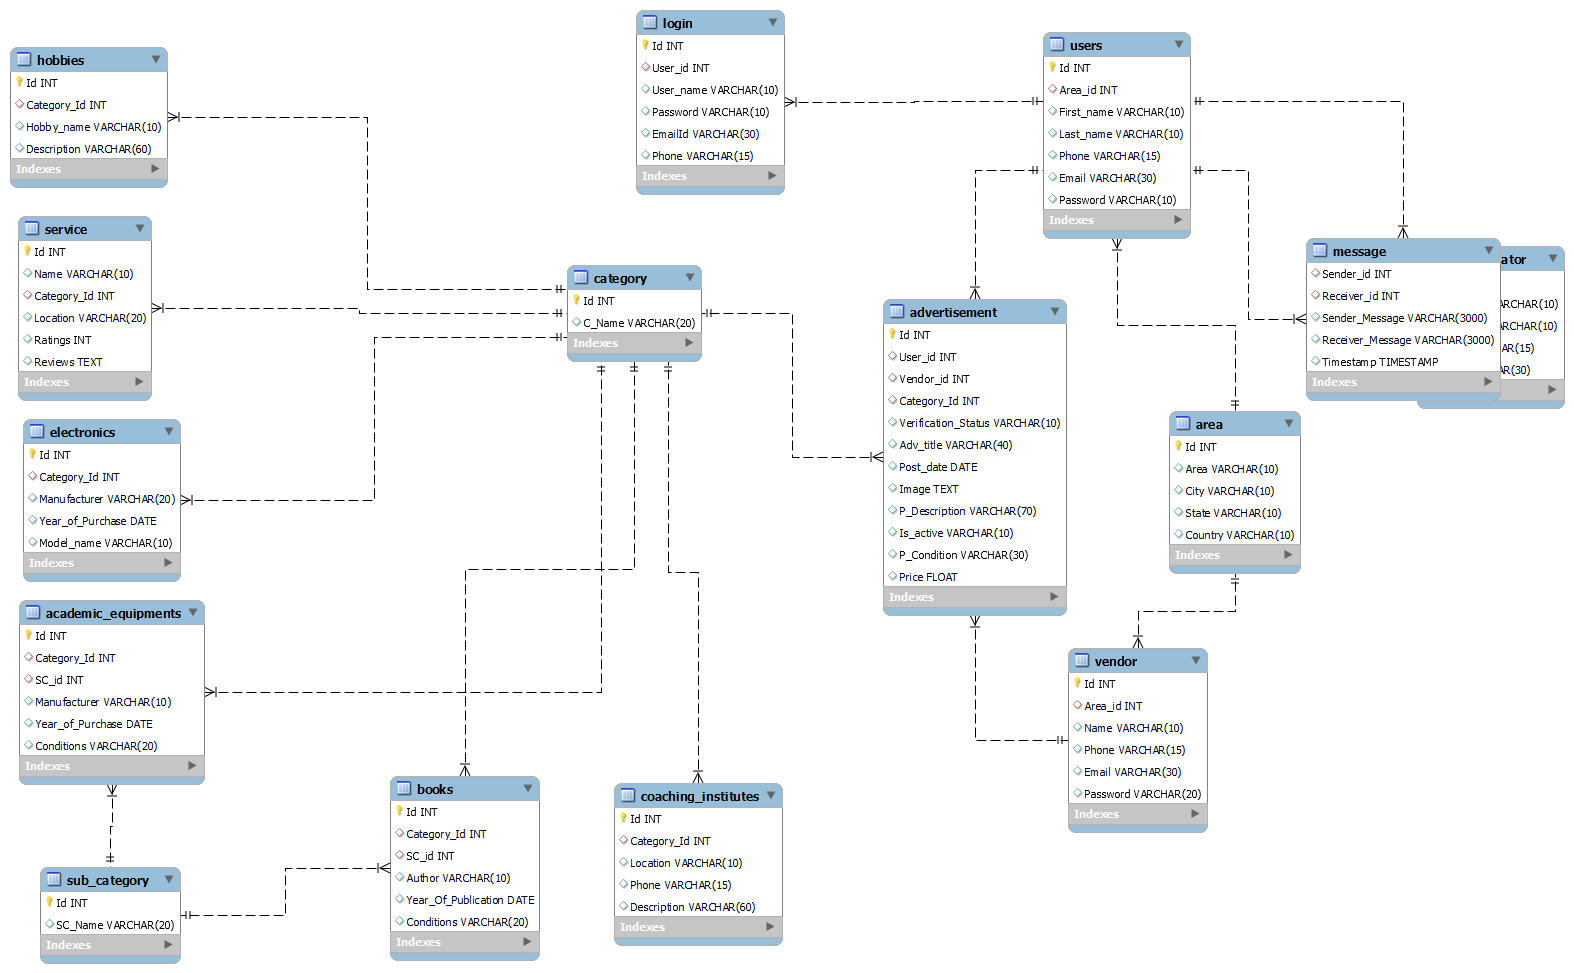 hobbies
Id INT
Category_Id INT
Hobby_name VARCHAR(10)
Description VARCHAR(60)
Indexes
service
Id INT
Name VARCHAR(10)
Category_Id INT
Location VARCHAR(20)
Ratings INT
Reviews TEXT
Indexes
electronics
Id INT
Category_Id INT
Manufacturer VARCHAR(20)
Year_of_Purchase DATE
Model_name VARCHAR(10)
Indexes
academic_equipments
Id INT
Category_Id INT
SC_id INT
Manufacturer VARCHAR(10)
Year_of_Purchase DATE
Conditions VARCHAR(20)
Indexes
sub_category
Id INT
SC_Name VARCHAR(20)
Indexes
books
Id INT
Category_Id INT
SC_id INT
Author VARCHAR(10)
Year_Of_Publication DATE
Conditions VARCHAR(20)
Indexes
category
Id INT
C_Name VARCHAR(20)
Indexes
coaching_institutes
Id INT
Category_Id INT
Location VARCHAR(10)
Phone VARCHAR(15)
Description VARCHAR(60)
Indexes
login
Id INT
User_id INT
User_name VARCHAR(10)
Password VARCHAR(10)
EmailId VARCHAR(30)
Phone VARCHAR(15)
Indexes
advertisement
Id INT
User_id INT
Vendor_id INT
Category_Id INT
Verification_Status VARCHAR(10)
Adv_title VARCHAR(40)
Post_date DATE
Image TEXT
P_Description VARCHAR(70)
Is_active VARCHAR(10)
P_Condition VARCHAR(30)
Price FLOAT
Indexes
users
Id INT
Area_id INT
First_name VARCHAR(10)
Last_name VARCHAR(10)
Phone VARCHAR(15)
Email VARCHAR(30)
Password VARCHAR(10)
Indexes
area
Id INT
Area VARCHAR(10)
City VARCHAR(10)
State VARCHAR(10)
Country VARCHAR(10)
Indexes
vendor
Id INT
Area_id INT
Name VARCHAR(10)
Phone VARCHAR(15)
Email VARCHAR(30)
Password VARCHAR(20)
Indexes
message
Sender_id INT
Receiver_id INT
Sender_Message VARCHAR(3000)
Receiver_Message VARCHAR(3000)
Timestamp TIMESTAMP
Indexes
ator
RCHAR(10)
RCHAR(10)
AR(15)
AR(30)